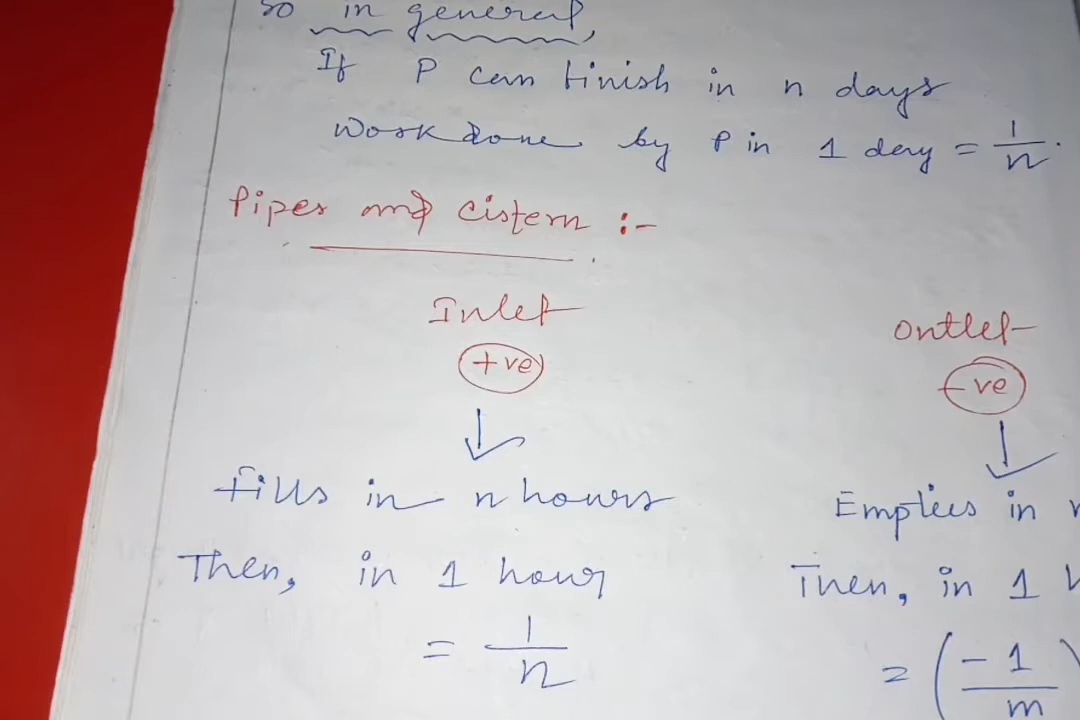 so in general,
If P can finish in n days
Work done by P in 1 day = 1/n.
Pipes and cistern :-
Inlet
+ve
fills in n hours
Then, in 1 hour
= 1/n
Outlet
-ve
Empties in
Then, in 1 h
= (-1/m)